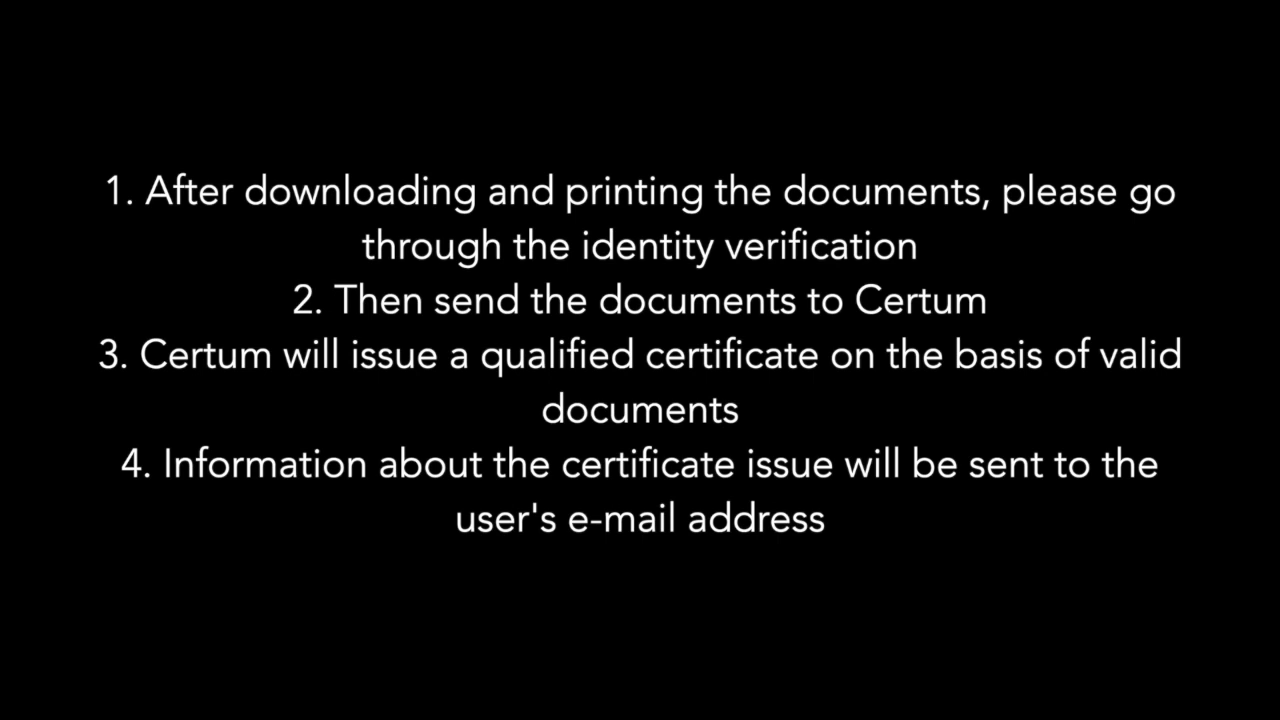 1. After downloading and printing the documents, please go
through the identity verification
2. Then send the documents to Certum
3. Certum will issue a qualified certificate on the basis of valid
documents
4. Information about the certificate issue will be sent to the
user's e-mail address